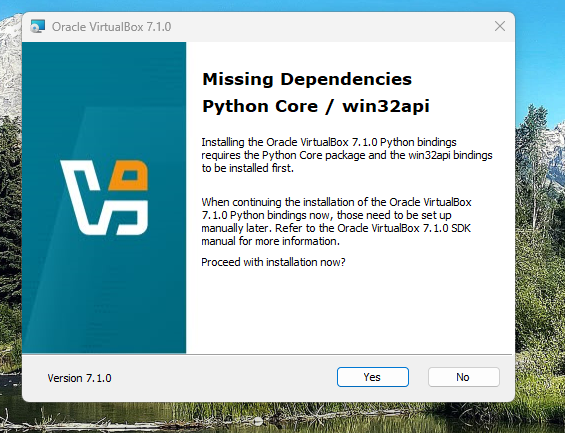 Oracle VirtualBox 7.1.0
Missing Dependencies
Python Core / win32api
Installing the Oracle VirtualBox 7.1.0 Python bindings
requires the Python Core package and the win32api bindings
to be installed first.
When continuing the installation of the Oracle VirtualBox
7.1.0 Python bindings now, those need to be set up
manually later. Refer to the Oracle VirtualBox 7.1.0 SDK
manual for more information.
Proceed with installation now?
Version 7.1.0
Yes
No